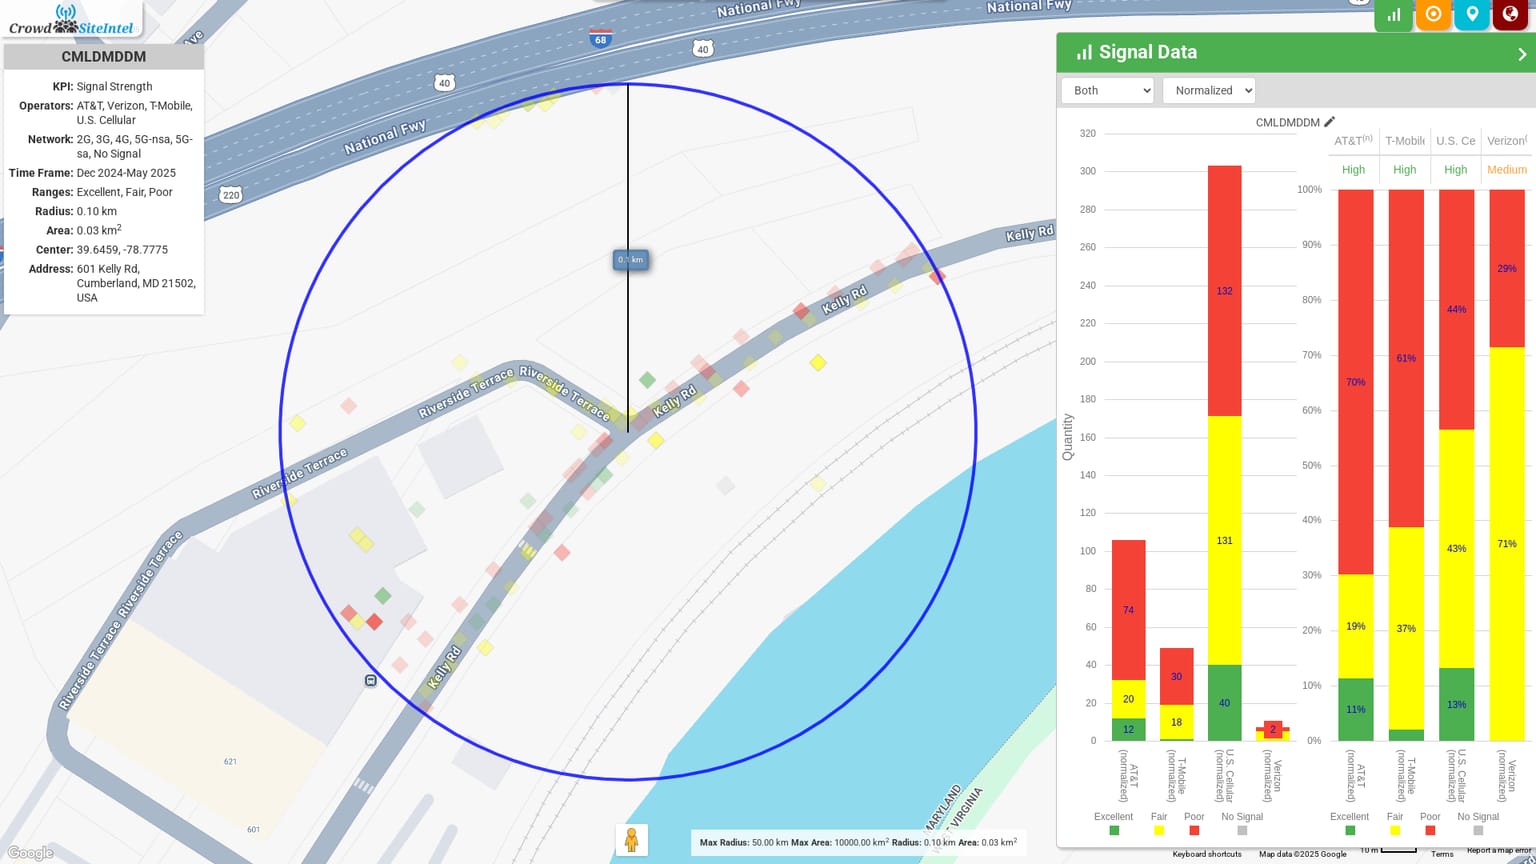 Crowd SiteIntel
CMLDMDDM
KPI: Signal Strength
Operators: AT&T, Verizon, T-Mobile,
U.S. Cellular
Network: 2G, 3G, 4G, 5G-nsa, 5G-
sa, No Signal
Time Frame: Dec 2024-May 2025
Ranges: Excellent, Fair, Poor
Radius: 0.10 km
Area: 0.03 km2
Center: 39.6459, -78.7775
Address: 601 Kelly Rd,
Cumberland, MD 21502,
USA
Ave
National Fwy
National Fwy
National Fwy
68
40
40
220
0.1 km
Kelly Rd
Kelly Rd
Kelly Rd
Kelly Rd
Riverside Terrace
Riverside Terrace
Riverside Terrace
Riverside Terrace
Riverside Terrace
621
601
MARYLAND
WEST VIRGINIA
Google
Max Radius: 50.00 km Max Area: 10000.00 km2 Radius: 0.10 km Area: 0.03 km2
Signal Data
Both
Normalized
CMLDMDDM
Quantity
320
300
280
260
240
220
200
180
160
140
120
100
80
60
40
20
0
74
20
12
30
18
132
131
40
2
AT&T (normalized)
T-Mobile (normalized)
U.S. Cellular (normalized)
Verizon (normalized)
Excellent Fair Poor No Signal
AT&T(n) T-Mobile U.S. Ce Verizon(
High High High Medium
100%
90%
80%
70%
60%
50%
40%
30%
20%
10%
0%
70%
19%
11%
61%
37%
44%
43%
13%
29%
71%
AT&T (normalized)
T-Mobile (normalized)
U.S. Cellular (normalized)
Verizon (normalized)
Excellent Fair Poor No Signal
Keyboard shortcuts Map data ©2025 Google 10 m Terms Report a map error